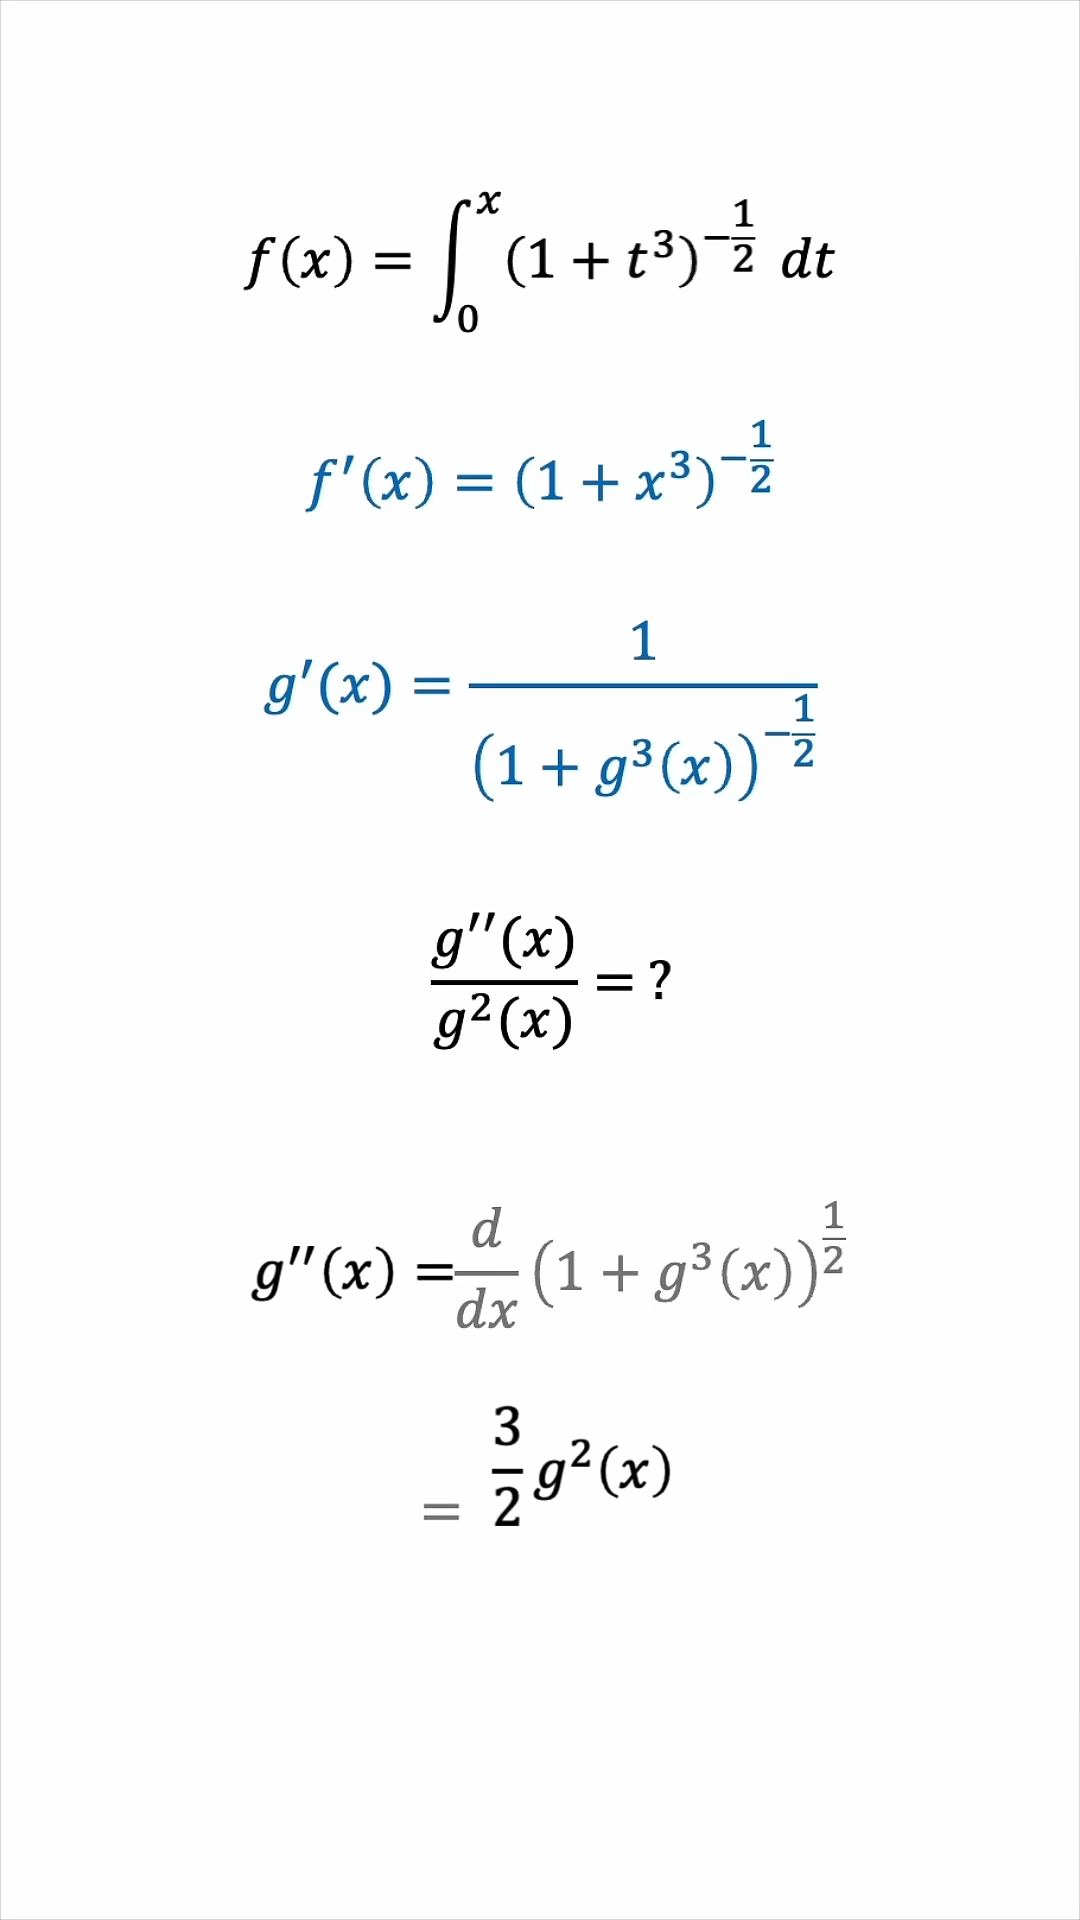 f(x) = ∫₀ˣ (1 + t³)^(-1/2) dt
f′(x) = (1 + x³)^(-1/2)
g′(x) = 1 / (1 + g³(x))^(-1/2)
g′′(x) / g²(x) = ?
g′′(x) = d/dx (1 + g³(x))^(1/2)
= 3/2 g²(x)